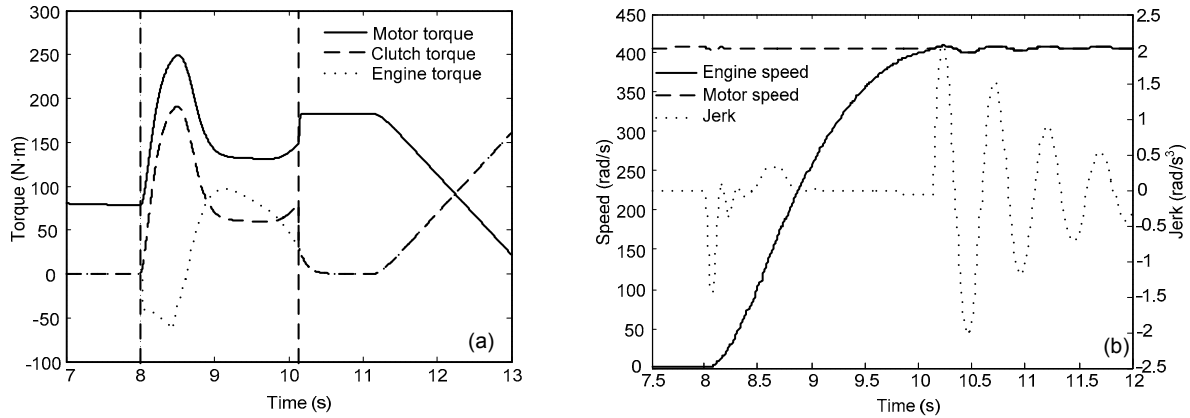 300
250
200
150
100
50
0
-50
-100
Torque (N·m)
Motor torque
Clutch torque
Engine torque
(a)
7 8 9 10 11 12 13
Time (s)
450
400
350
300
250
200
150
100
50
0
Speed (rad/s)
Engine speed
Motor speed
Jerk
2.5
2
1.5
1
0.5
0
-0.5
-1
-1.5
-2
-2.5
Jerk (rad/s³)
(b)
7.5 8 8.5 9 9.5 10 10.5 11 11.5 12
Time (s)